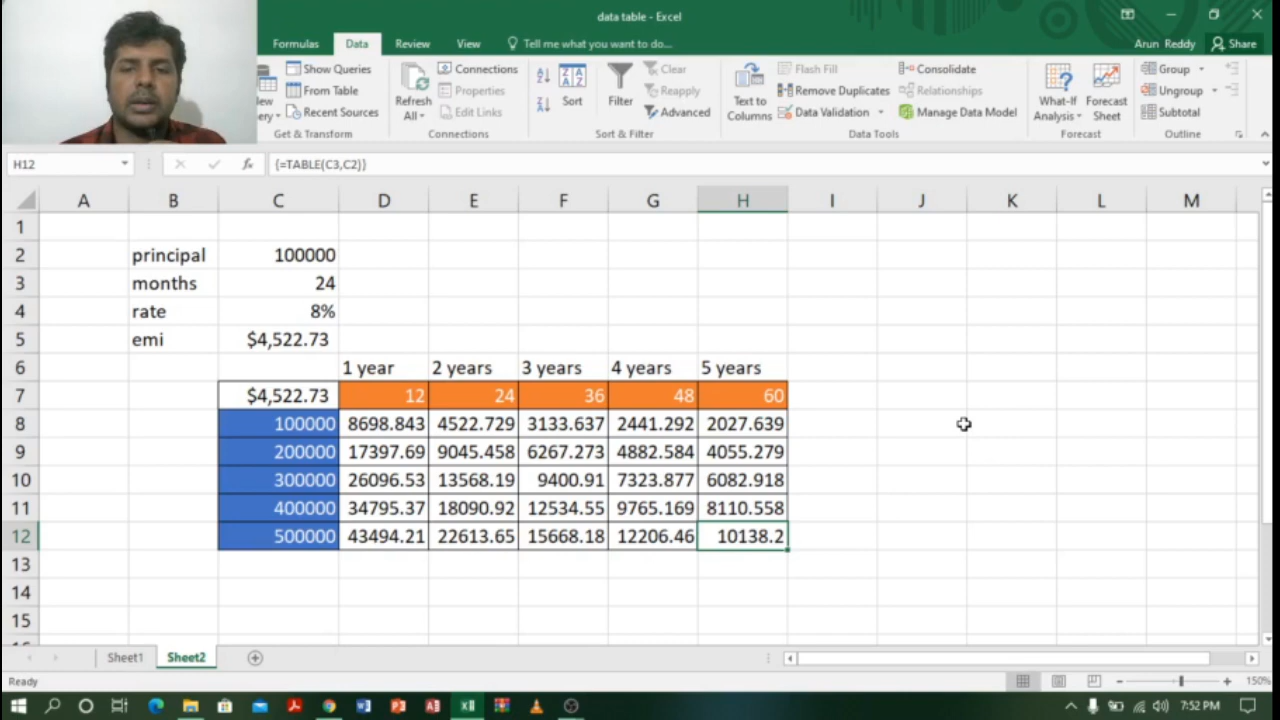 data table - Excel
Formulas Data Review View Tell me what you want to do... Arun Reddy Share
Show Queries Connections Clear Flash Fill Consolidate Group
From Table Properties Reapply Remove Duplicates Relationships Ungroup
Recent Sources Edit Links Advanced Data Validation Manage Data Model Subtotal
Refresh All Sort Filter Text to Columns What-If Analysis Forecast Sheet
Get & Transform Connections Sort & Filter Data Tools Forecast Outline
H12 fx {=TABLE(C3,C2)}
A B C D E F G H I J K L M
1
2 principal 100000
3 months 24
4 rate 8%
5 emi $4,522.73
6 1 year 2 years 3 years 4 years 5 years
7 $4,522.73 12 24 36 48 60
8 100000 8698.843 4522.729 3133.637 2441.292 2027.639
9 200000 17397.69 9045.458 6267.273 4882.584 4055.279
10 300000 26096.53 13568.19 9400.91 7323.877 6082.918
11 400000 34795.37 18090.92 12534.55 9765.169 8110.558
12 500000 43494.21 22613.65 15668.18 12206.46 10138.2
13
14
15
Sheet1 Sheet2
Ready 150%
7:52 PM